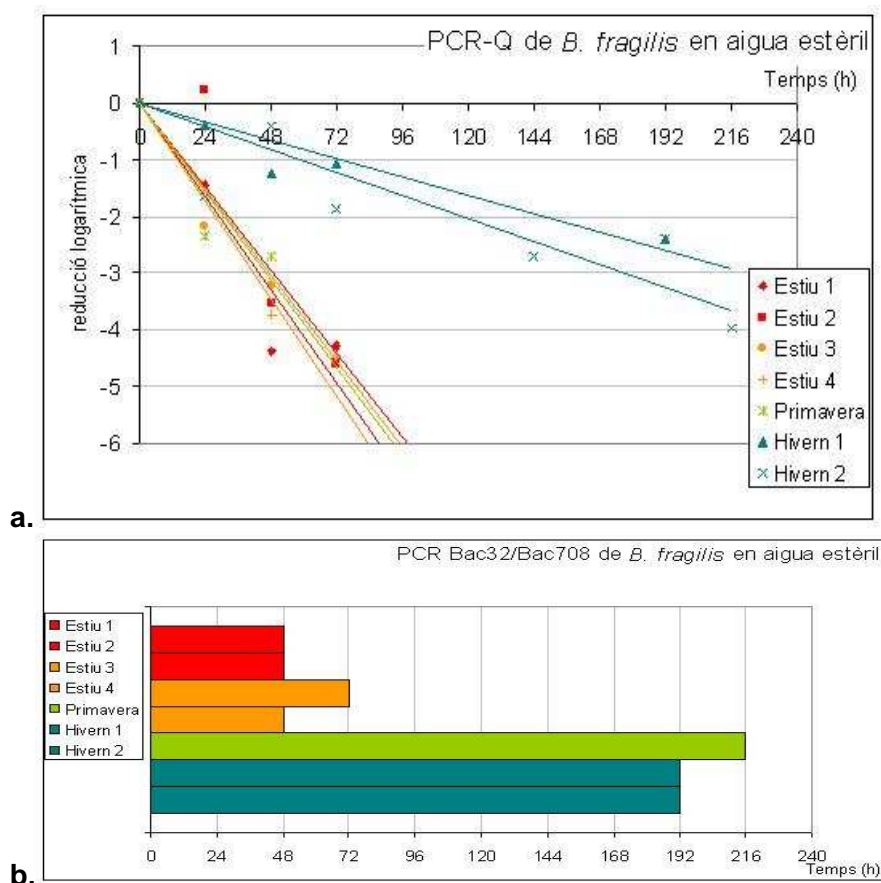 PCR-Q de B. fragilis en aigua estèril
Temps (h)
reducció logarítmica
1
0
-1
-2
-3
-4
-5
-6
0 24 48 72 96 120 144 168 192 216 240
Estiu 1
Estiu 2
Estiu 3
Estiu 4
Primavera
Hivern 1
Hivern 2
a.
PCR Bac32/Bac708 de B. fragilis en aigua estèril
Estiu 1
Estiu 2
Estiu 3
Estiu 4
Primavera
Hivern 1
Hivern 2
0 24 48 72 96 120 144 168 192 216 240
Temps (h)
b.